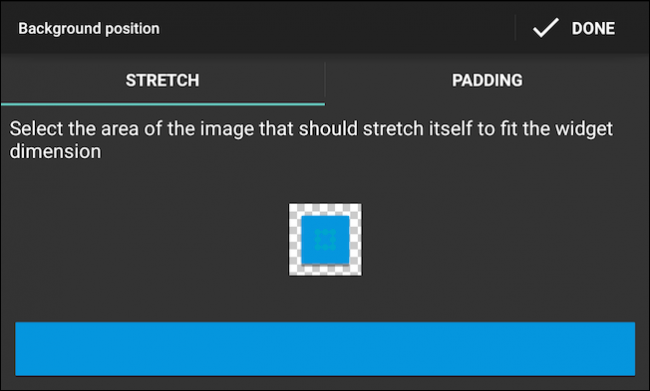 Background position
DONE
STRETCH
PADDING
Select the area of the image that should stretch itself to fit the widget
dimension